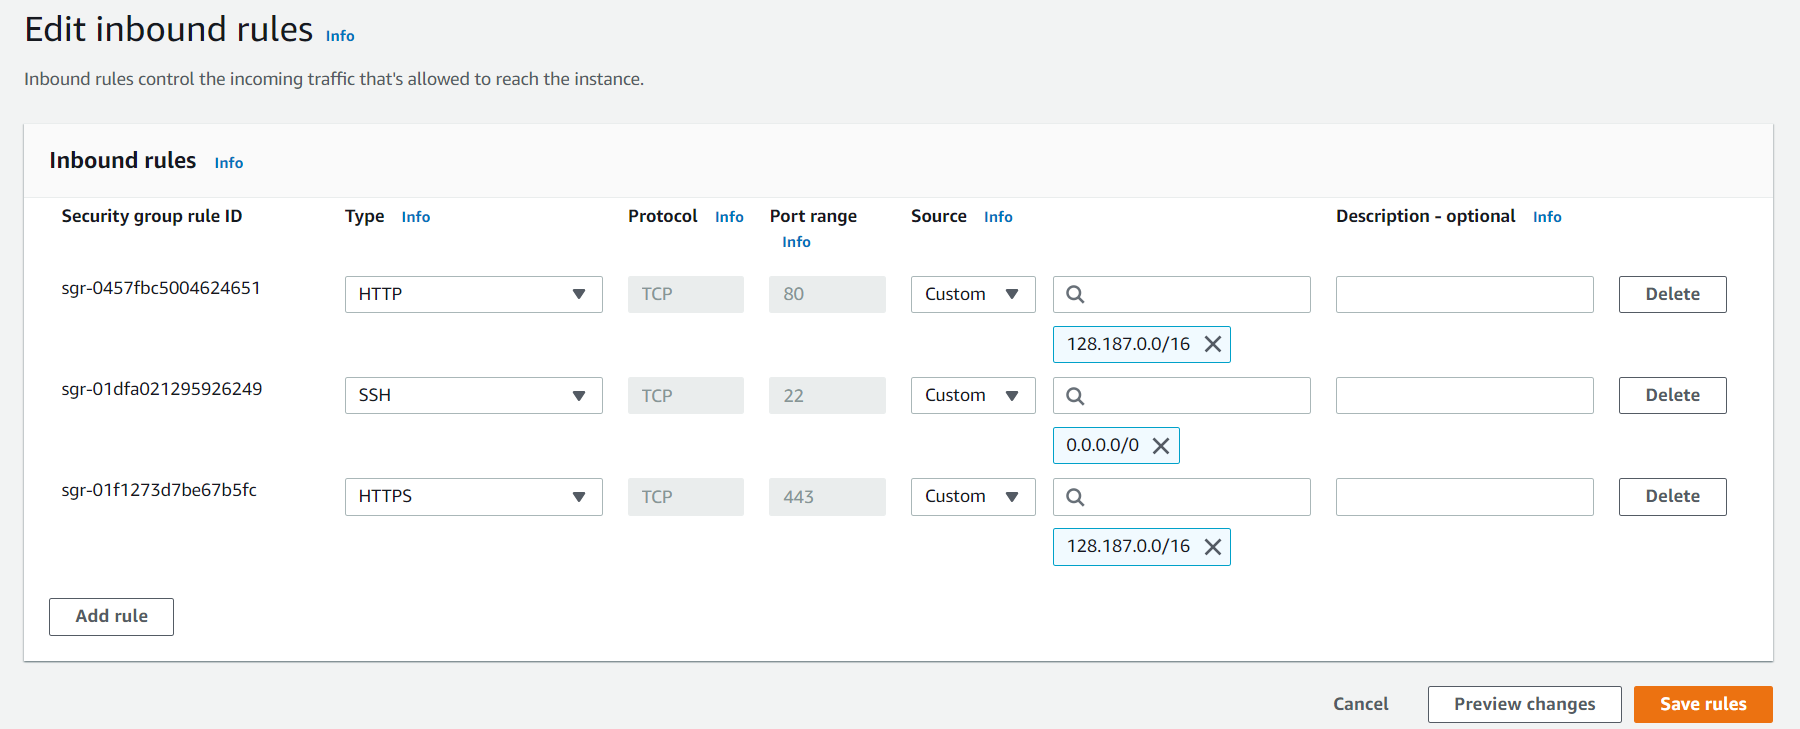 Edit inbound rules Info
Inbound rules control the incoming traffic that's allowed to reach the instance.
Inbound rules Info
Security group rule ID Type Info Protocol Info Port range Info Source Info Description - optional Info
sgr-0457fbc5004624651 HTTP TCP 80 Custom Delete
128.187.0.0/16
sgr-01dfa021295926249 SSH TCP 22 Custom Delete
0.0.0.0/0
sgr-01f1273d7be67b5fc HTTPS TCP 443 Custom Delete
128.187.0.0/16
Add rule
Cancel Preview changes Save rules